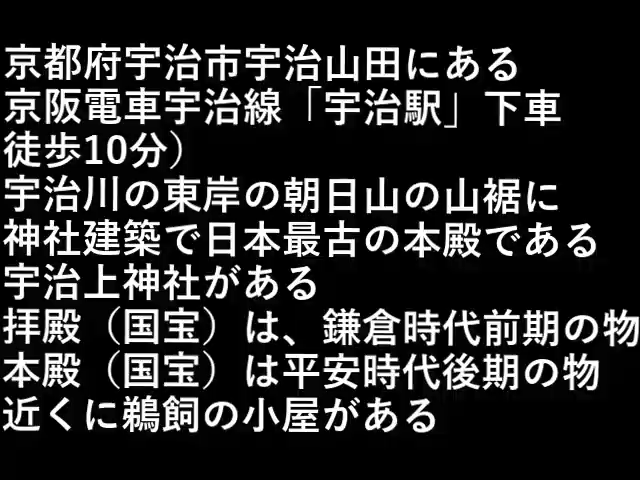 京都府宇治市宇治山田にある
京阪電車宇治線「宇治駅」下車
徒歩10分）
宇治川の東岸の朝日山の山裾に
神社建築で日本最古の本殿である
宇治上神社がある
拝殿（国宝）は、鎌倉時代前期の物
本殿（国宝）は平安時代後期の物
近くに鵜飼の小屋がある